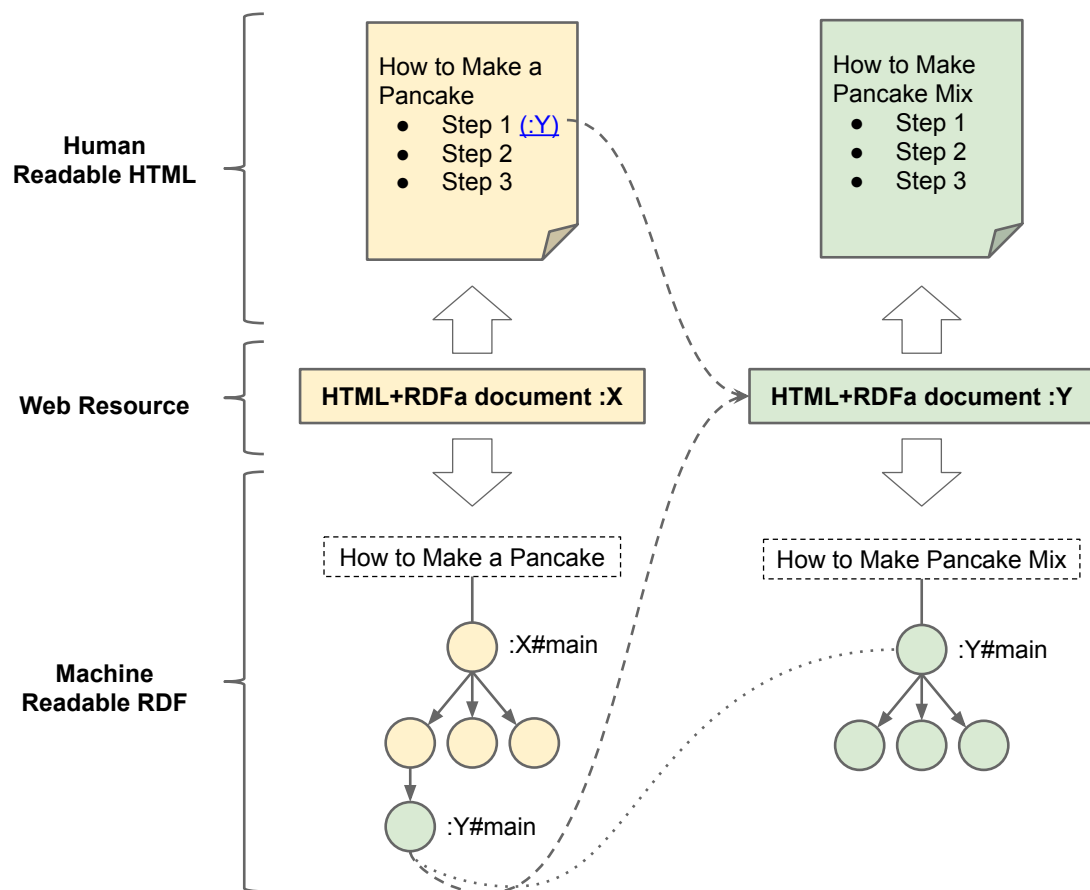 How to Make a
Pancake
● Step 1 (:Y)
● Step 2
● Step 3
How to Make
Pancake Mix
● Step 1
● Step 2
● Step 3
Human
Readable HTML
Web Resource
HTML+RDFa document :X
HTML+RDFa document :Y
How to Make a Pancake
How to Make Pancake Mix
:X#main
:Y#main
Machine
Readable RDF
:Y#main